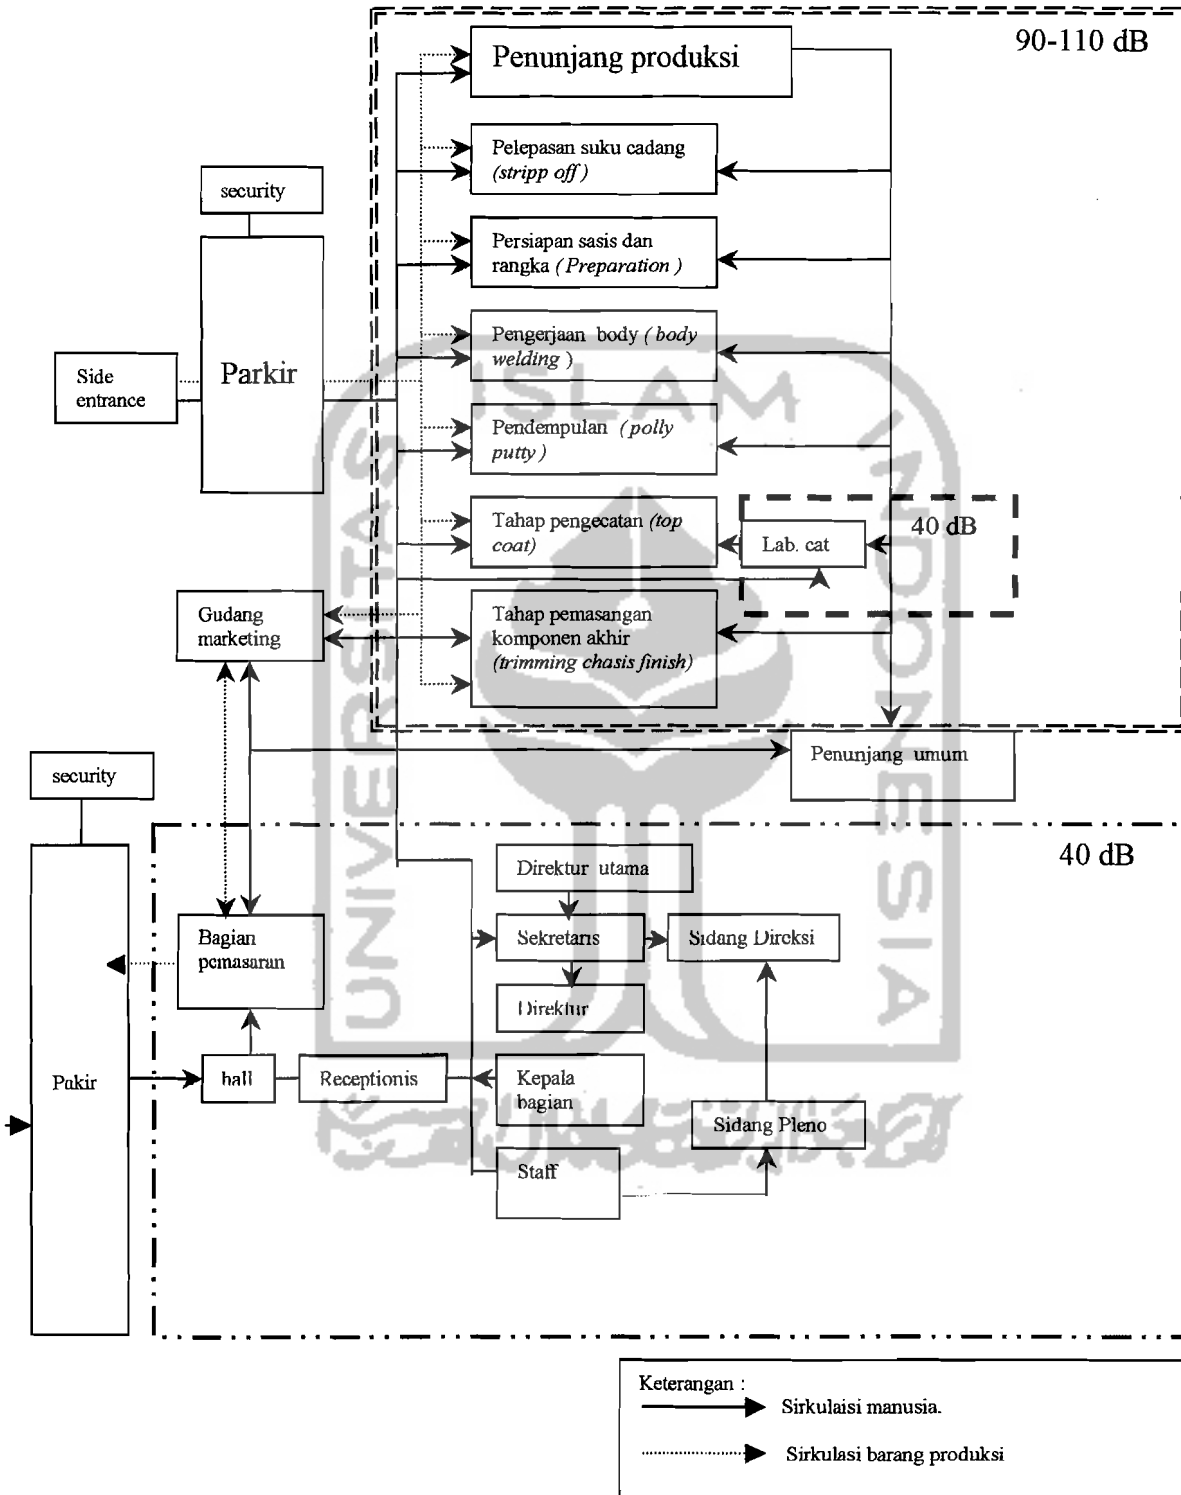 90-110 dB
Penunjang produksi
Pelepasan suku cadang
(stripp off )
security
Persiapan sasis dan
rangka ( Preparation )
Pengerjaan body ( body
welding )
Parkir
Side
entrance
Pendempulan (polly
putty )
Tahap pengecatan (top
coat)
Lab. cat
40 dB
Gudang
marketing
Tahap pemasangan
komponen akhir
(trimming chasis finish)
Penunjang umum
security
40 dB
Direktur utama
Bagian
pemasaran
Sekretaris
Sidang Direksi
Direktur
Pakir
hall
Receptionis
Kepala
bagian
Sidang Pleno
Staff
UNIVERSITAS
ISLAM
INDONESIA
Keterangan :
Sirkulaisi manusia.
Sirkulasi barang produksi